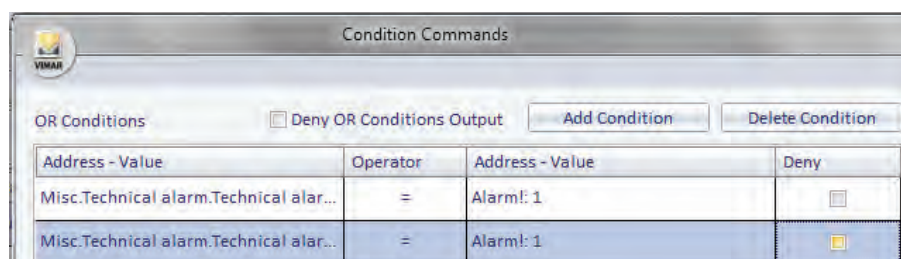 Condition Commands
VIMAR
OR Conditions Deny OR Conditions Output Add Condition Delete Condition
Address - Value Operator Address - Value Deny
Misc.Technical alarm.Technical alar... = Alarm!: 1
Misc.Technical alarm.Technical alar... = Alarm!: 1